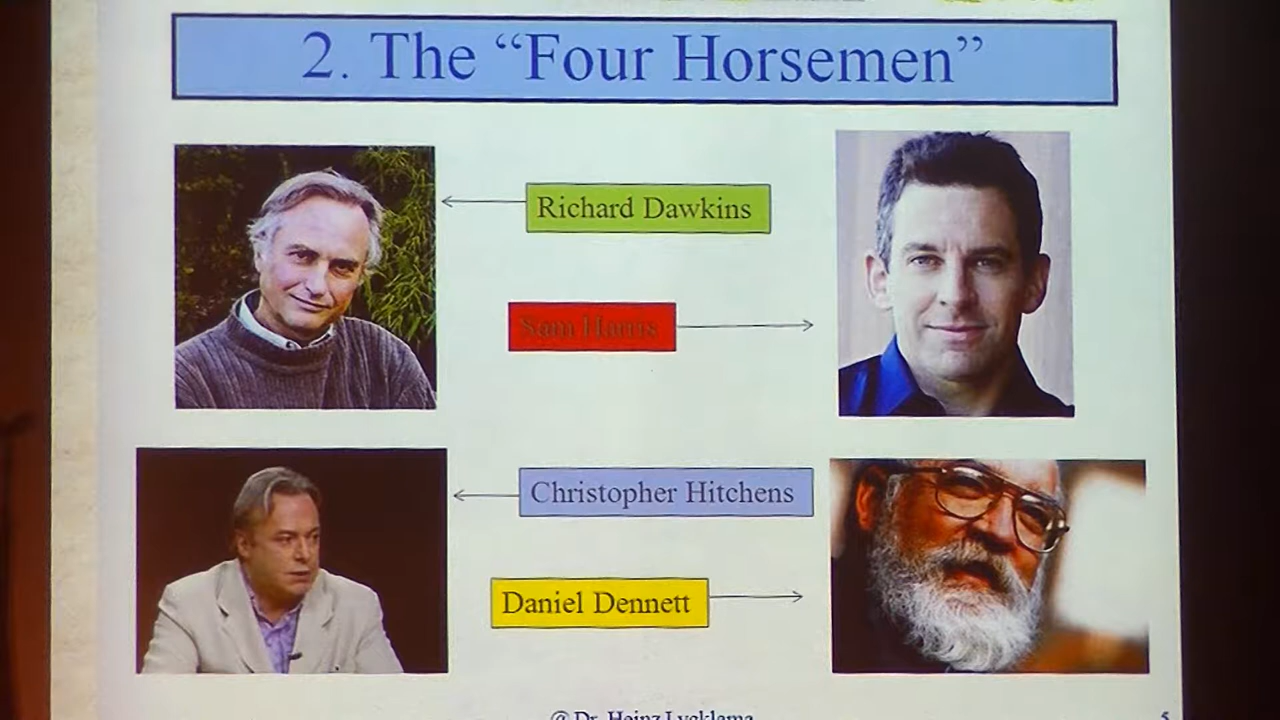 2. The “Four Horsemen”
Richard Dawkins
Sam Harris
Christopher Hitchens
Daniel Dennett
@ Dr. Heinz Lycklama
5